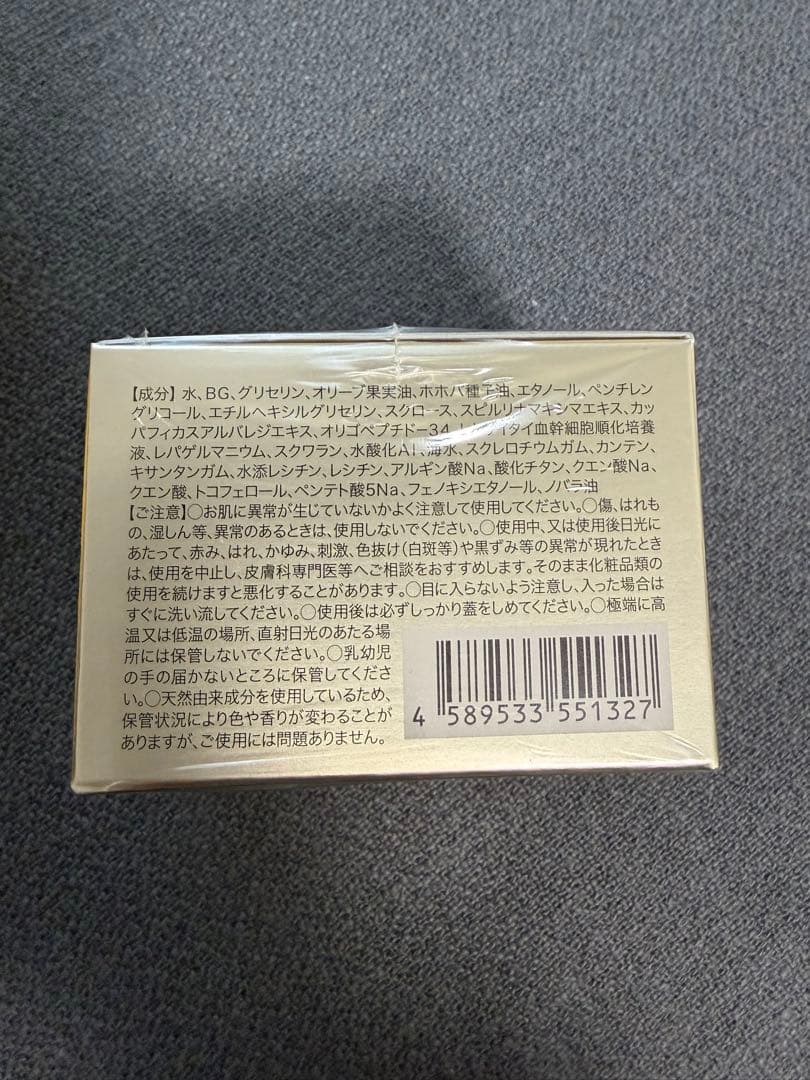 【成分】水、BG、グリセリン、オリーブ果実油、ホホバ種子油、エタノール、ペンチレン
グリコール、エチルヘキシルグリセリン、スクロース、スピルリナマキシマエキス、カッ
パフィカスアルバレジエキス、オリゴペプチド-34、ヒトサイタイ血幹細胞順化培養
液、レパゲルマニウム、スクワラン、水酸化Al、海水、スクレロチウムガム、カンテン、
キサンタンガム、水添レシチン、レシチン、アルギン酸Na、酸化チタン、クエン酸Na、
クエン酸、トコフェロール、ペンテト酸5Na、フェノキシエタノール、ノバラ油
【ご注意】○お肌に異常が生じていないかよく注意して使用してください。○傷、はれも
の、湿しん等、異常のあるときは、使用しないでください。○使用中、又は使用後日光に
あたって、赤み、はれ、かゆみ、刺激、色抜け(白斑等)や黒ずみ等の異常が現れたとき
は、使用を中止し、皮膚科専門医等へご相談をおすすめします。そのまま化粧品類の
使用を続けますと悪化することがあります。○目に入らないよう注意し、入った場合は
すぐに洗い流してください。○使用後は必ずしっかり蓋をしめてください。○極端に高
温又は低温の場所、直射日光のあたる場
所には保管しないでください。○乳幼児
の手の届かないところに保管してくださ
い。○天然由来成分を使用しているため、
保管状況により色や香りが変わることが
ありますが、ご使用には問題ありません。
4 589533 551327